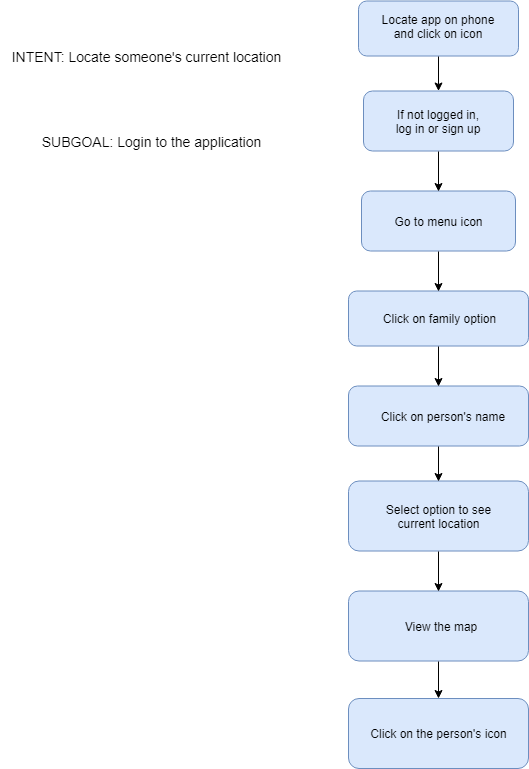 Locate app on phone
and click on icon
INTENT: Locate someone's current location
If not logged in,
log in or sign up
SUBGOAL: Login to the application
Go to menu icon
Click on family option
Click on person's name
Select option to see
current location
View the map
Click on the person's icon